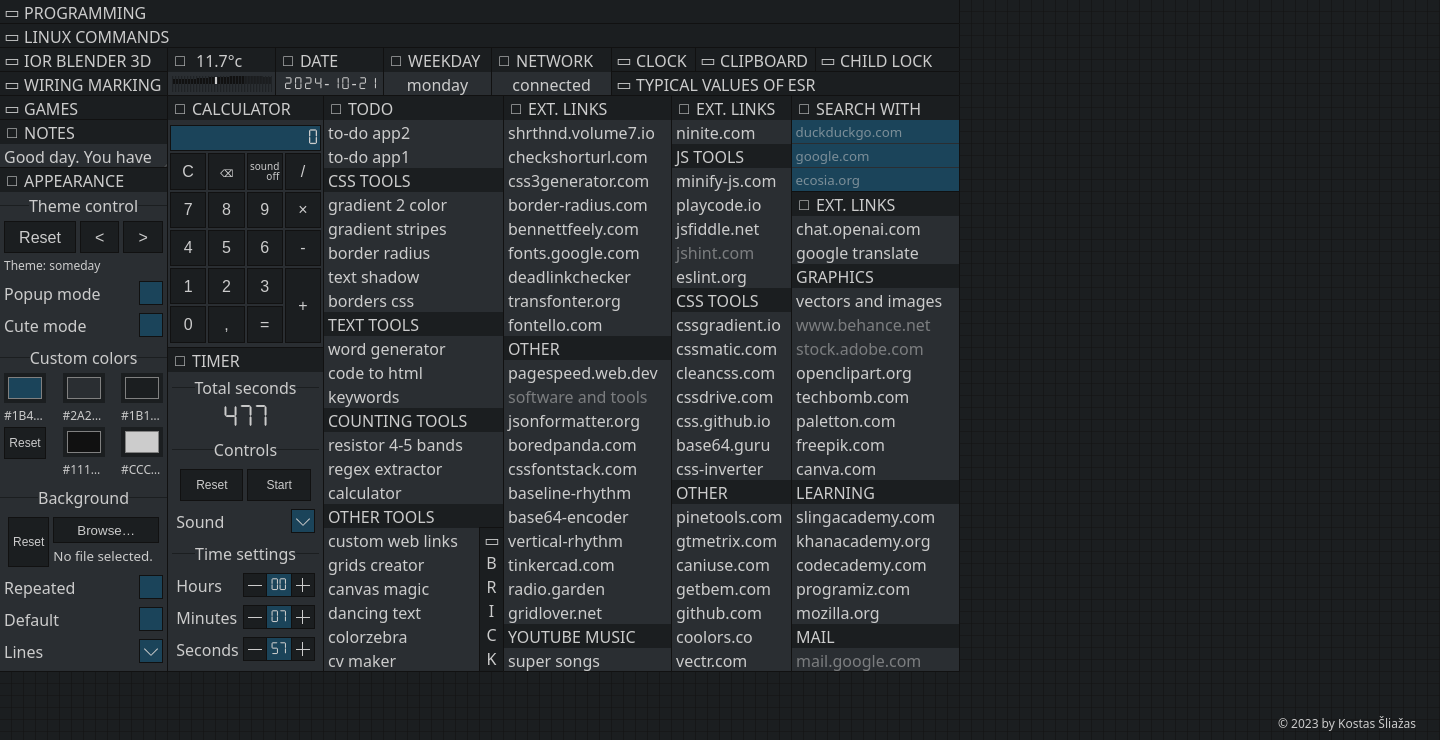 PROGRAMMING
LINUX COMMANDS
IOR BLENDER 3D
11.7°c
DATE
WEEKDAY
NETWORK
CLOCK
CLIPBOARD
CHILD LOCK
WIRING MARKING
2024-10-21
monday
connected
TYPICAL VALUES OF ESR
GAMES
NOTES
Good day. You have
APPEARANCE
Theme control
Reset < >
Theme: someday
Popup mode
Cute mode
Custom colors
#1B4... #2A2... #1B1...
Reset
#111... #CCC...
Background
Reset
Browse...
No file selected.
Repeated
Default
Lines
CALCULATOR
0
C ⌫ sound off /
7 8 9 ×
4 5 6 -
1 2 3 +
0 , =
TIMER
Total seconds
477
Controls
Reset Start
Sound
Time settings
Hours — 00 +
Minutes — 07 +
Seconds — 57 +
TODO
to-do app2
to-do app1
CSS TOOLS
gradient 2 color
gradient stripes
border radius
text shadow
borders css
TEXT TOOLS
word generator
code to html
keywords
COUNTING TOOLS
resistor 4-5 bands
regex extractor
calculator
OTHER TOOLS
custom web links
grids creator
canvas magic
dancing text
colorzebra
cv maker
B
R
I
C
K
EXT. LINKS
shrthnd.volume7.io
checkshorturl.com
css3generator.com
border-radius.com
bennettfeely.com
fonts.google.com
deadlinkchecker
transfonter.org
fontello.com
OTHER
pagespeed.web.dev
software and tools
jsonformatter.org
boredpanda.com
cssfontstack.com
baseline-rhythm
base64-encoder
vertical-rhythm
tinkercad.com
radio.garden
gridlover.net
YOUTUBE MUSIC
super songs
EXT. LINKS
ninite.com
JS TOOLS
minify-js.com
playcode.io
jsfiddle.net
jshint.com
eslint.org
CSS TOOLS
cssgradient.io
cssmatic.com
cleancss.com
cssdrive.com
css.github.io
base64.guru
css-inverter
OTHER
pinetools.com
gtmetrix.com
caniuse.com
getbem.com
github.com
coolors.co
vectr.com
SEARCH WITH
duckduckgo.com
google.com
ecosia.org
EXT. LINKS
chat.openai.com
google translate
GRAPHICS
vectors and images
www.behance.net
stock.adobe.com
openclipart.org
techbomb.com
paletton.com
freepik.com
canva.com
LEARNING
slingacademy.com
khanacademy.org
codecademy.com
programiz.com
mozilla.org
MAIL
mail.google.com
© 2023 by Kostas Šliažas